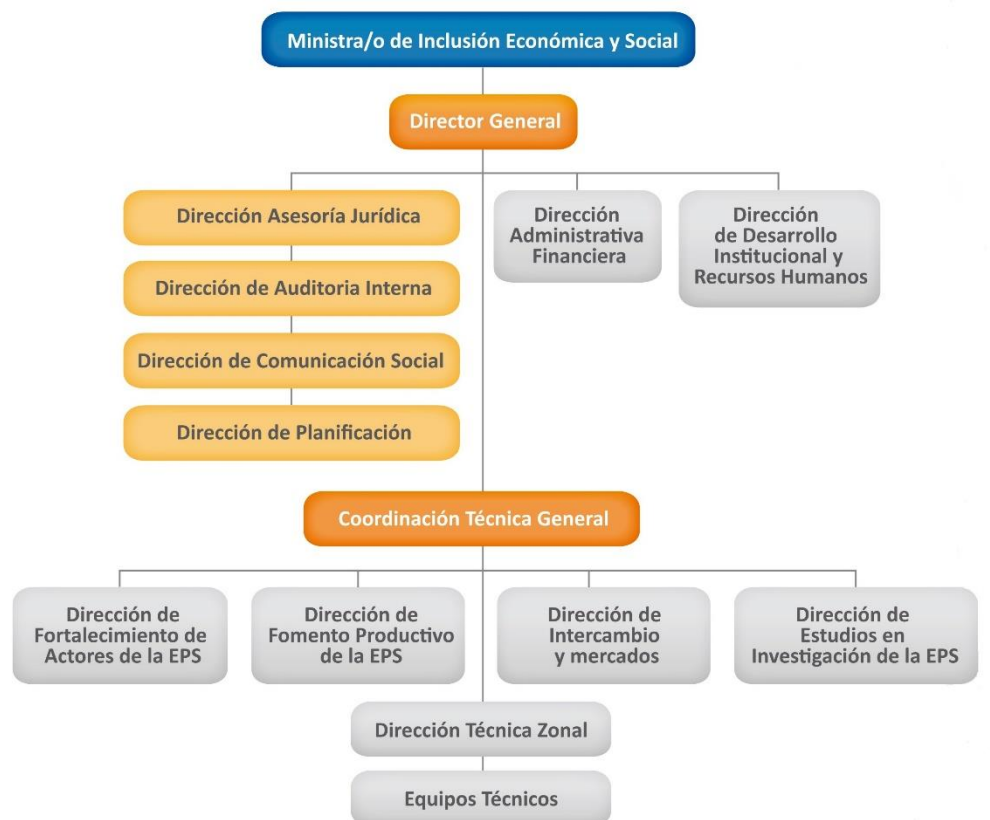 Ministra/o de Inclusión Económica y Social
Director General
Dirección Asesoría Jurídica
Dirección de Auditoria Interna
Dirección de Comunicación Social
Dirección de Planificación
Dirección
Administrativa
Financiera
Dirección
de Desarrollo
Institucional y
Recursos Humanos
Coordinación Técnica General
Dirección de
Fortalecimiento de
Actores de la EPS
Dirección de
Fomento Productivo
de la EPS
Dirección de
Intercambio
y mercados
Dirección de
Estudios en
Investigación de la EPS
Dirección Técnica Zonal
Equipos Técnicos